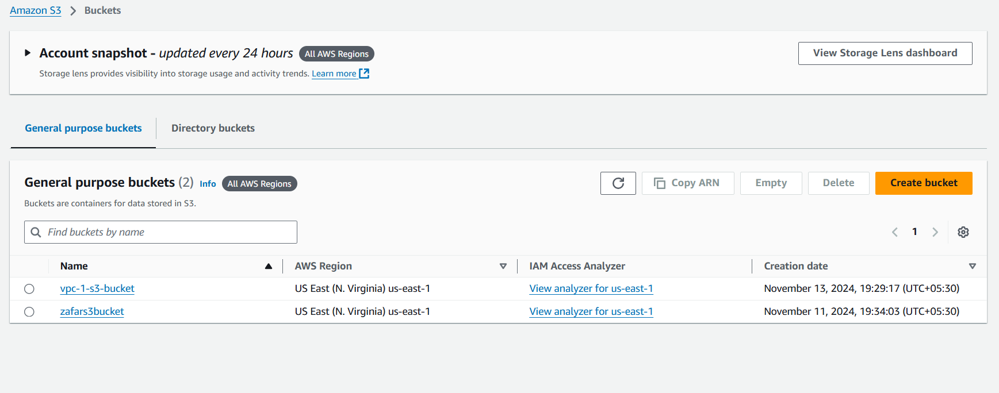 Amazon S3 > Buckets
Account snapshot - updated every 24 hours All AWS Regions
View Storage Lens dashboard
Storage lens provides visibility into storage usage and activity trends. Learn more
General purpose buckets Directory buckets
General purpose buckets (2) Info All AWS Regions
Copy ARN Empty Delete Create bucket
Buckets are containers for data stored in S3.
Find buckets by name
1
Name AWS Region IAM Access Analyzer Creation date
vpc-1-s3-bucket US East (N. Virginia) us-east-1 View analyzer for us-east-1 November 13, 2024, 19:29:17 (UTC+05:30)
zafars3bucket US East (N. Virginia) us-east-1 View analyzer for us-east-1 November 11, 2024, 19:34:03 (UTC+05:30)